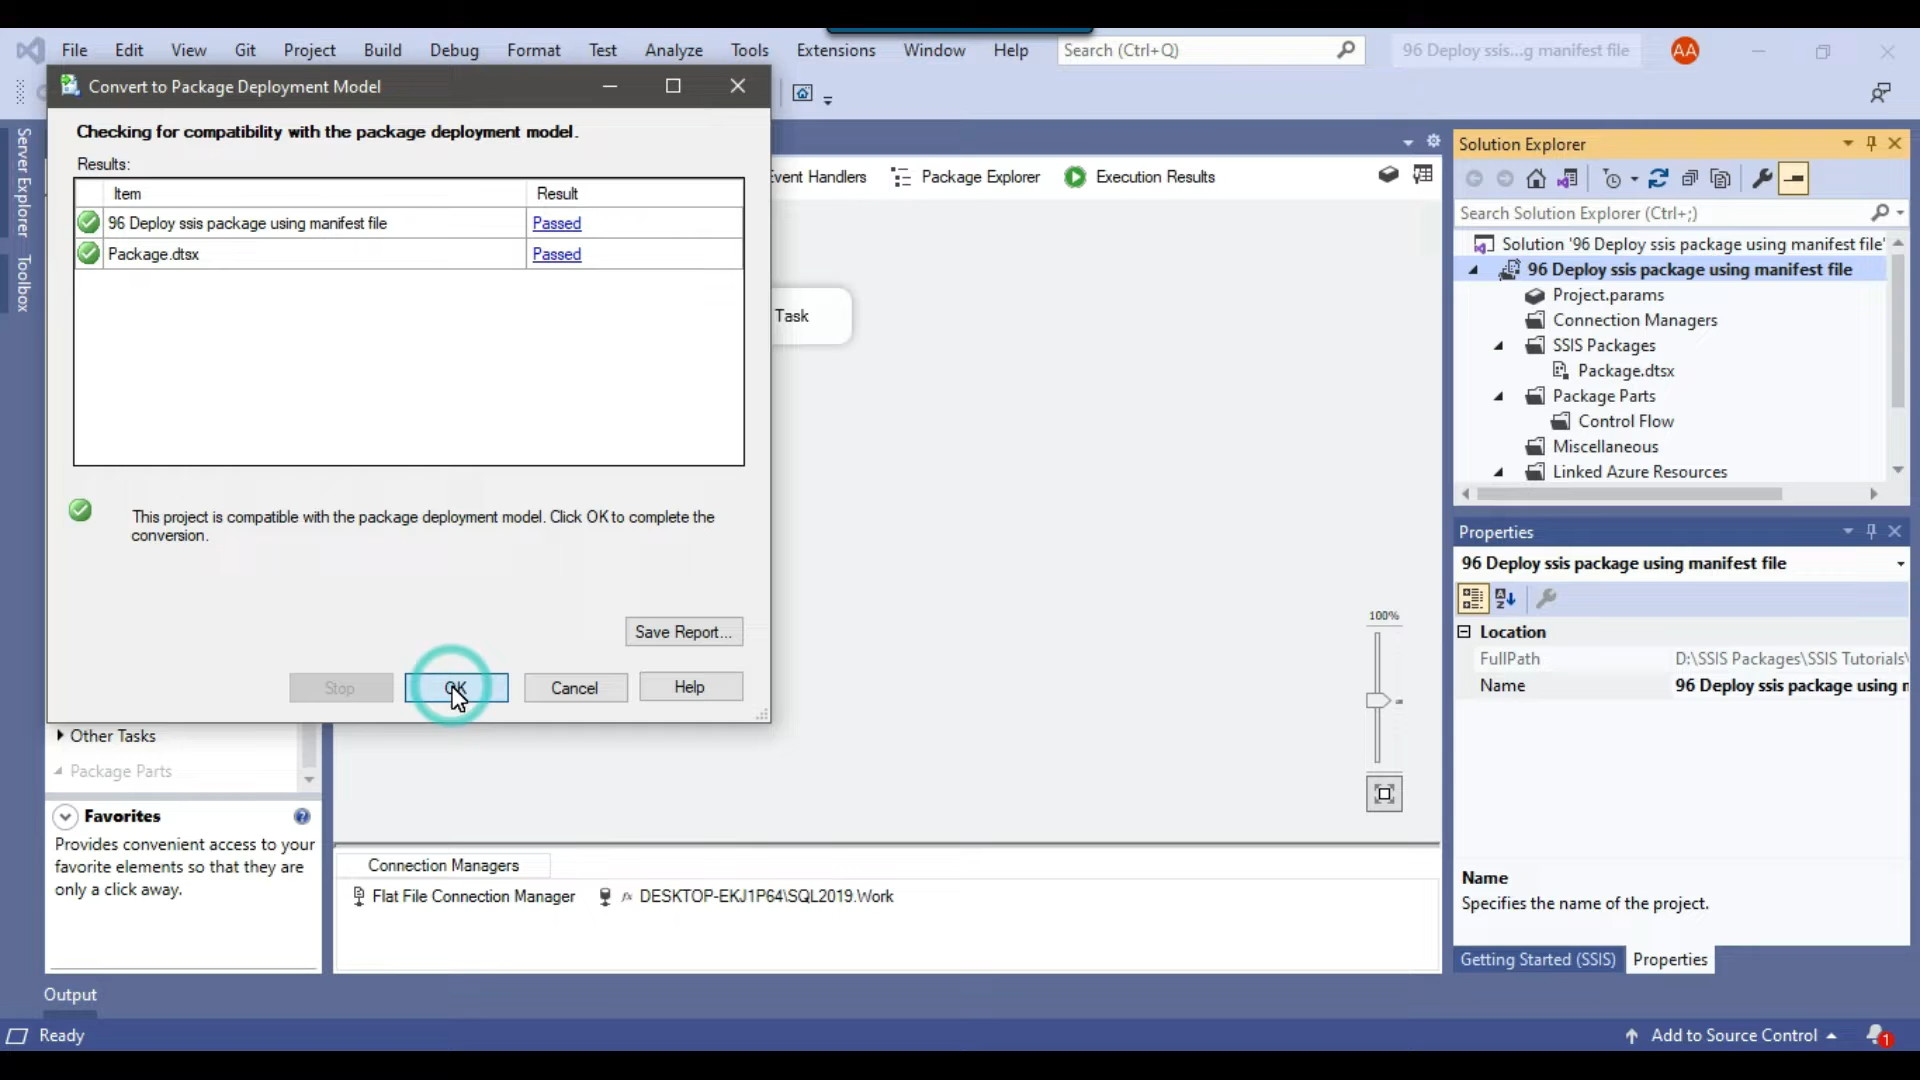 File Edit View Git Project Build Debug Format Test Analyze Tools Extensions Window Help Search (Ctrl+Q) 96 Deploy ssis...g manifest file AA
Convert to Package Deployment Model
Checking for compatibility with the package deployment model.
Results:
Item Result
96 Deploy ssis package using manifest file Passed
Package.dtsx Passed
This project is compatible with the package deployment model. Click OK to complete the
conversion.
Save Report...
Stop OK Cancel Help
Server Explorer
Toolbox
Event Handlers Package Explorer Execution Results
Task
100%
Other Tasks
Package Parts
Favorites
Provides convenient access to your
favorite elements so that they are
only a click away.
Connection Managers
Flat File Connection Manager fx DESKTOP-EKJ1P64\SQL2019.Work
Solution Explorer
Search Solution Explorer (Ctrl+;)
Solution '96 Deploy ssis package using manifest file'
96 Deploy ssis package using manifest file
Project.params
Connection Managers
SSIS Packages
Package.dtsx
Package Parts
Control Flow
Miscellaneous
Linked Azure Resources
Properties
96 Deploy ssis package using manifest file
Location
FullPath D:\SSIS Packages\SSIS Tutorials\
Name 96 Deploy ssis package using
Name
Specifies the name of the project.
Getting Started (SSIS) Properties
Output
Ready
Add to Source Control 1